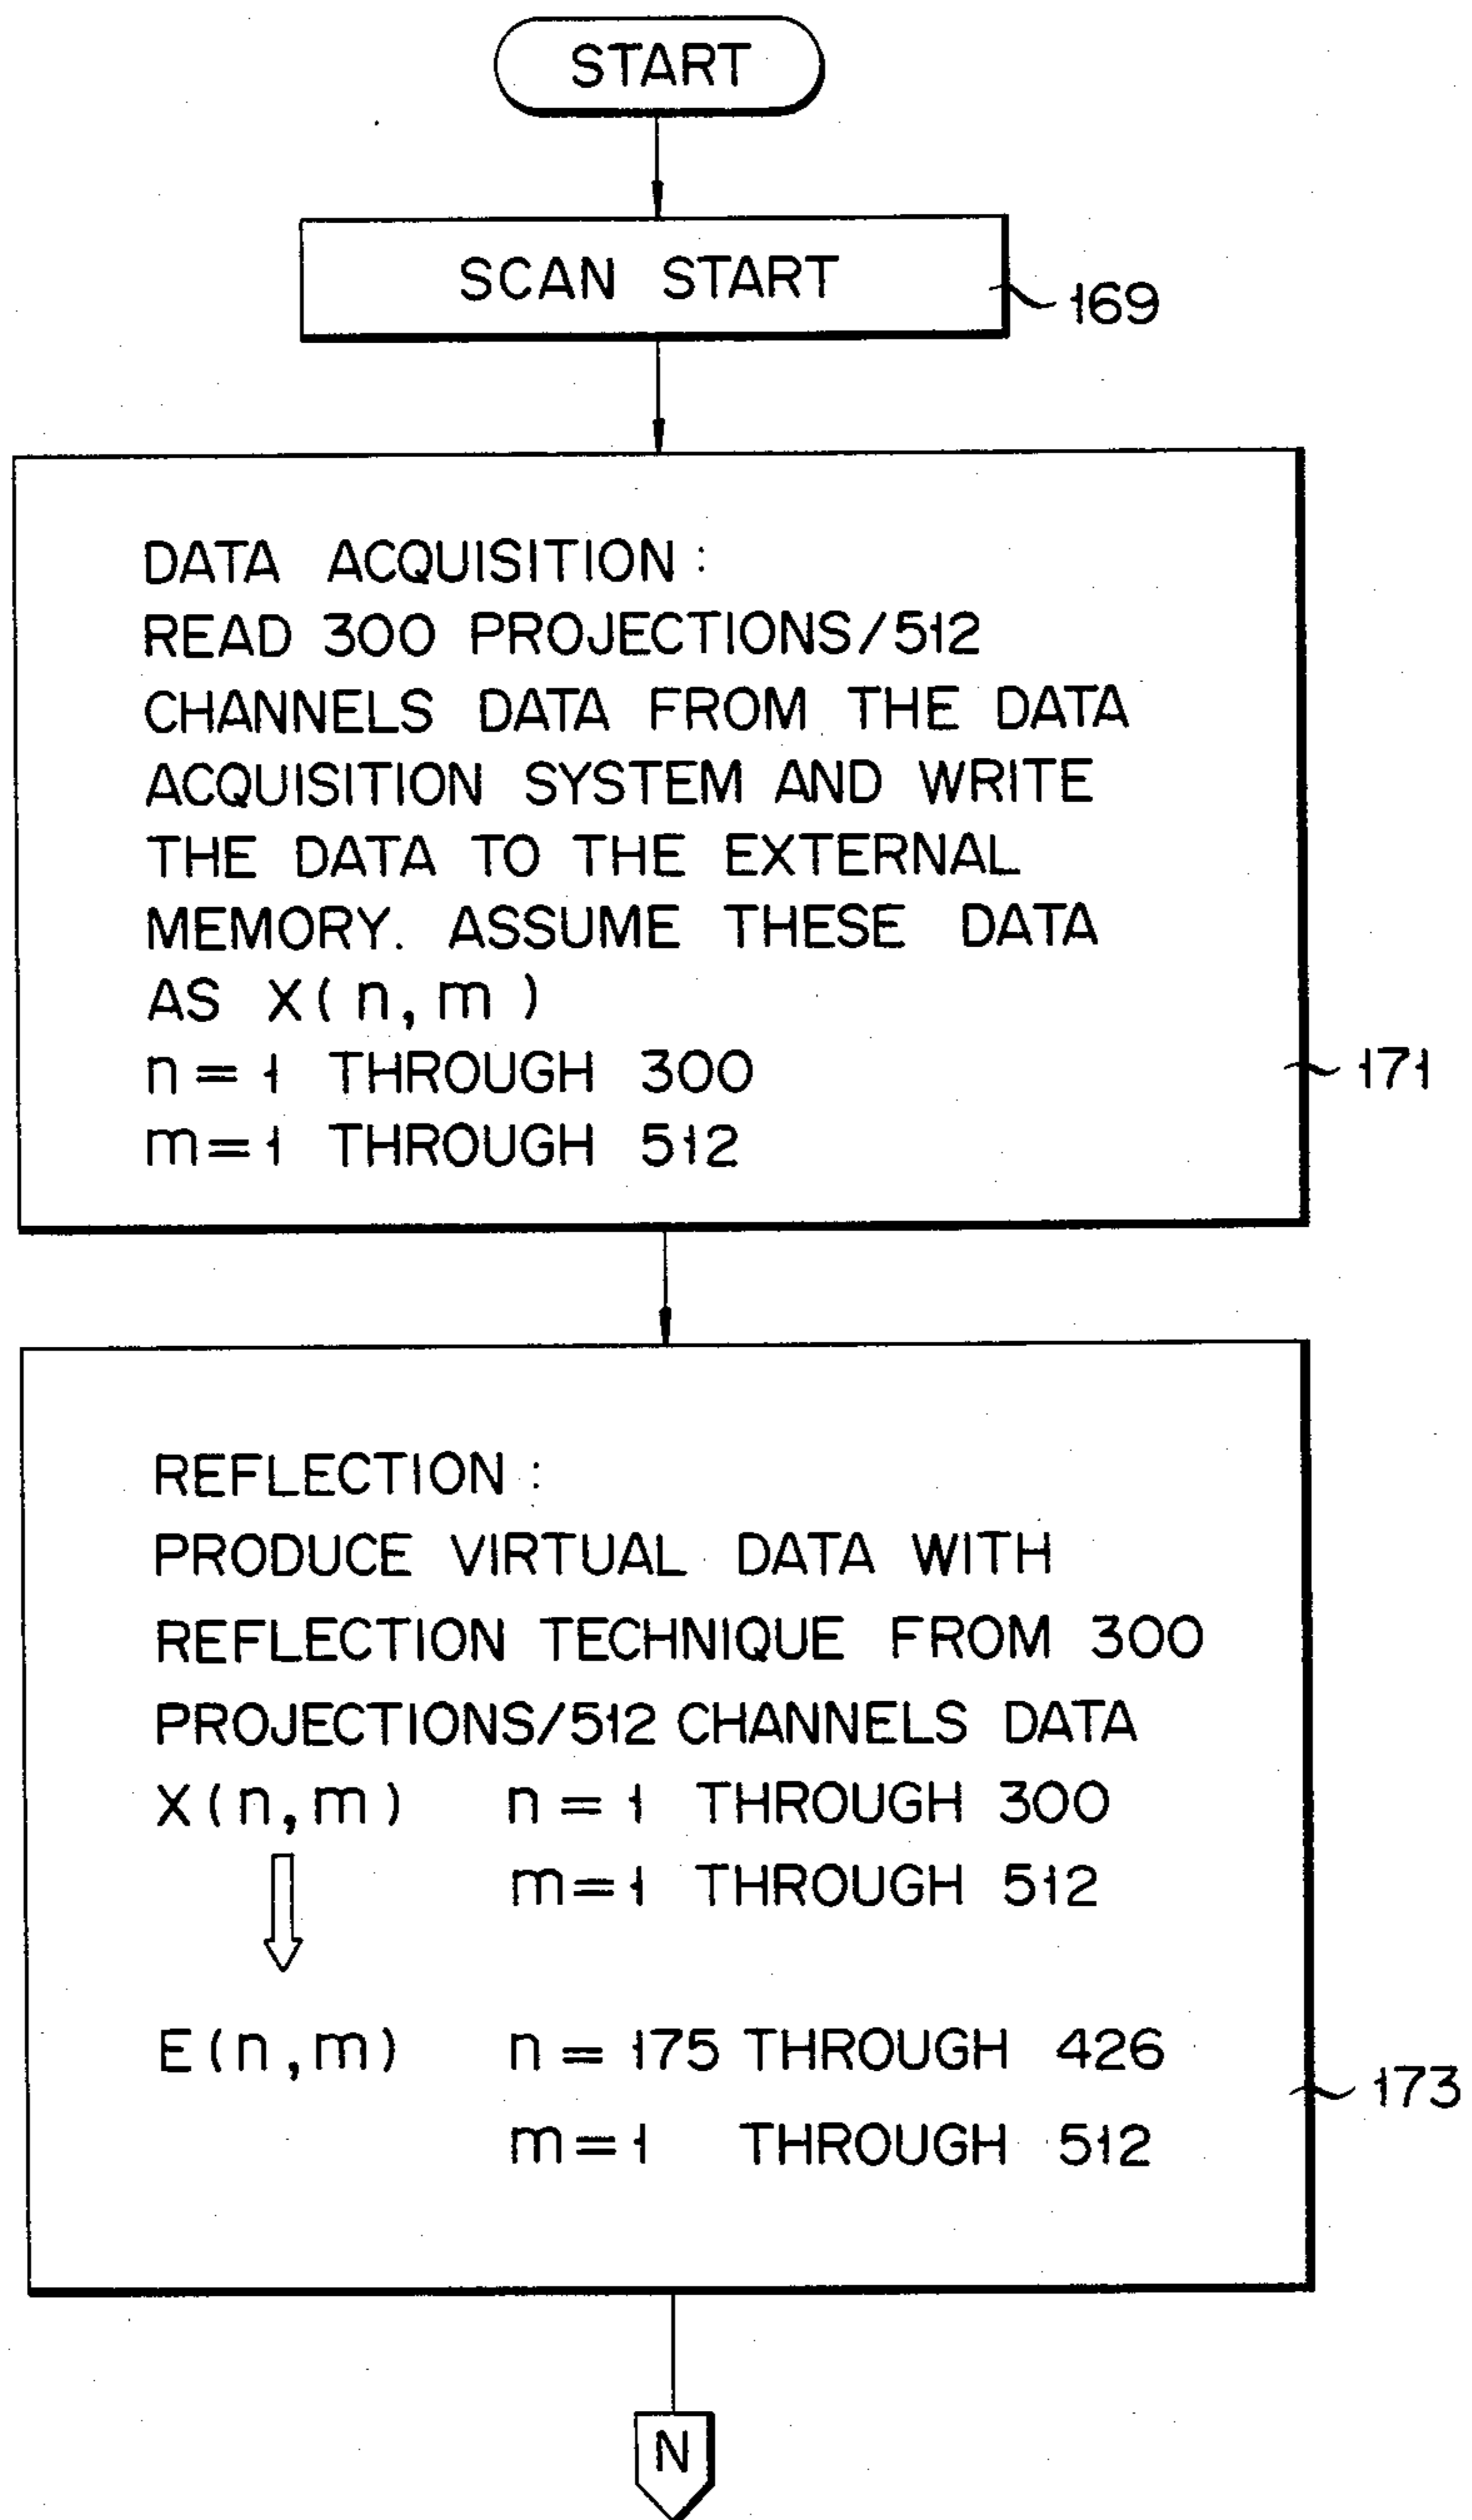 START
SCAN START
169
DATA ACQUISITION:
READ 300 PROJECTIONS/512
CHANNELS DATA FROM THE DATA
ACQUISITION SYSTEM AND WRITE
THE DATA TO THE EXTERNAL
MEMORY. ASSUME THESE DATA
AS X(n,m)
n=1 THROUGH 300
171
m=1 THROUGH 512
REFLECTION:
PRODUCE VIRTUAL DATA WITH
REFLECTION TECHNIQUE FROM 300
PROJECTIONS/512 CHANNELS DATA
X(n,m) n=1 THROUGH 300
m=1 THROUGH 512
E(n,m) n=175 THROUGH 426
173
m=1 THROUGH 512
N